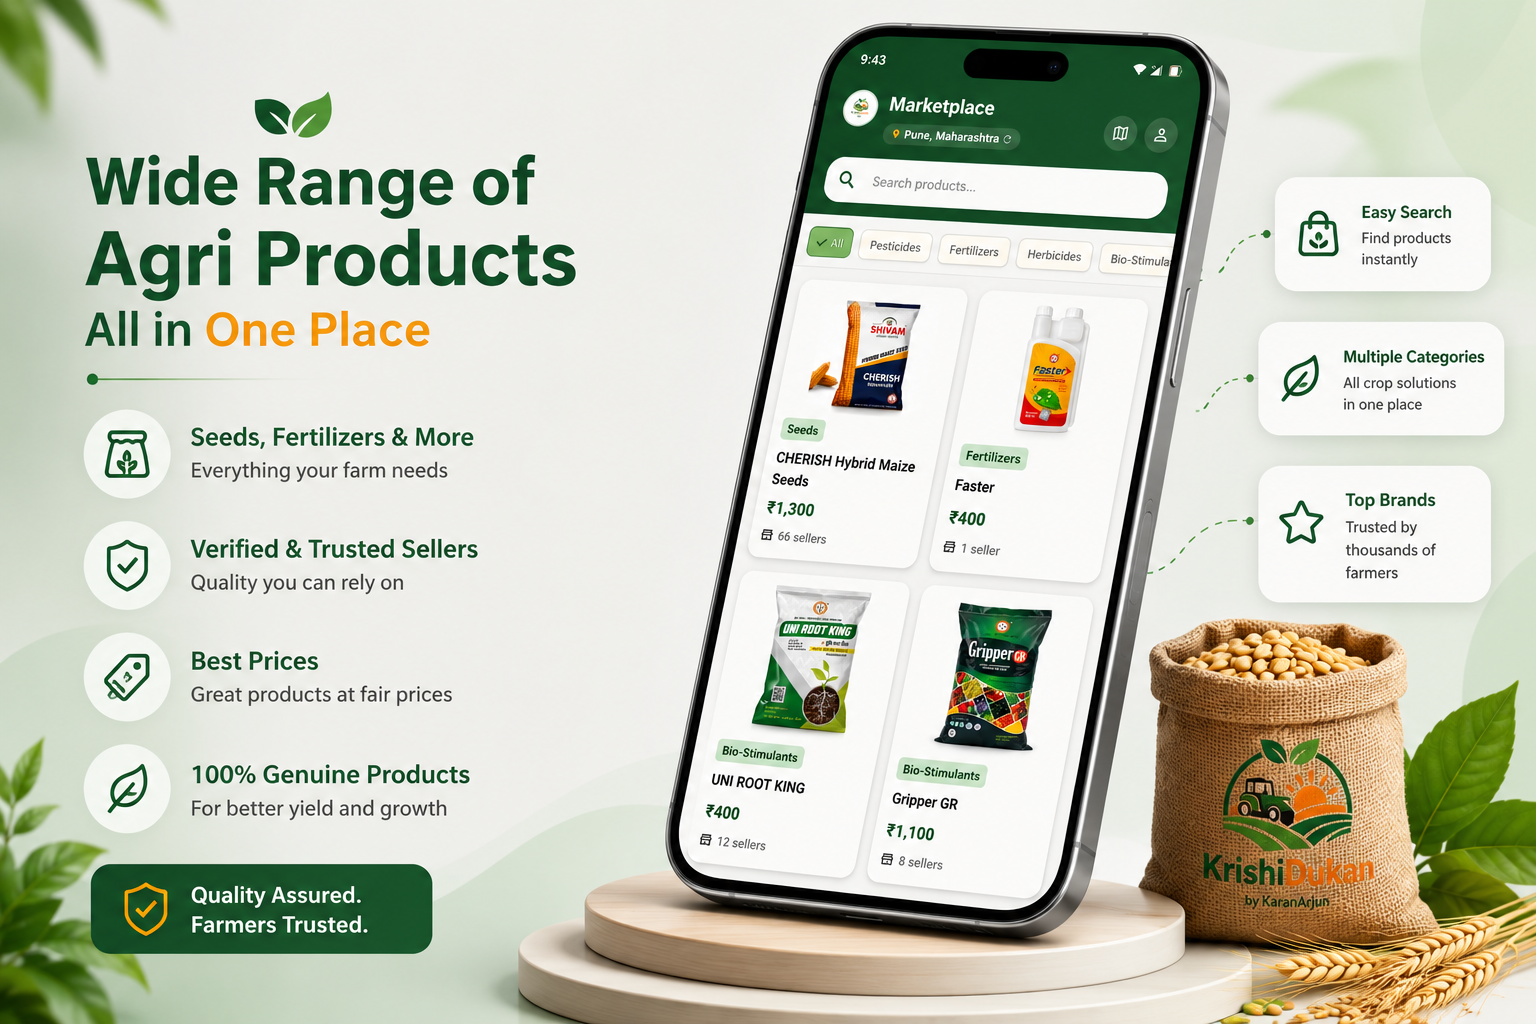 Wide Range of
Agri Products
All in One Place
Seeds, Fertilizers & More
Everything your farm needs
Verified & Trusted Sellers
Quality you can rely on
Best Prices
Great products at fair prices
100% Genuine Products
For better yield and growth
Quality Assured.
Farmers Trusted.
9:43
Marketplace
Pune, Maharashtra
Search products...
All
Pesticides
Fertilizers
Herbicides
Bio-Stimula
SHIVAM
HYBRID MAIZE SEED
CHERISH
Seeds
CHERISH Hybrid Maize
Seeds
₹1,300
66 sellers
Faster
Fertilizers
Faster
₹400
1 seller
UNI ROOT KING
Bio-Stimulants
UNI ROOT KING
₹400
12 sellers
Gripper GR
Bio-Stimulants
Gripper GR
₹1,100
8 sellers
Easy Search
Find products
instantly
Multiple Categories
All crop solutions
in one place
Top Brands
Trusted by
thousands of
farmers
KrishiDukan
by KaranArjun